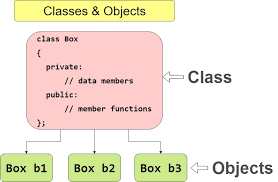 Classes & Objects
class Box
{
private:
// data members
public:
// member functions
};
Class
Box b1
Box b2
Box b3
Objects